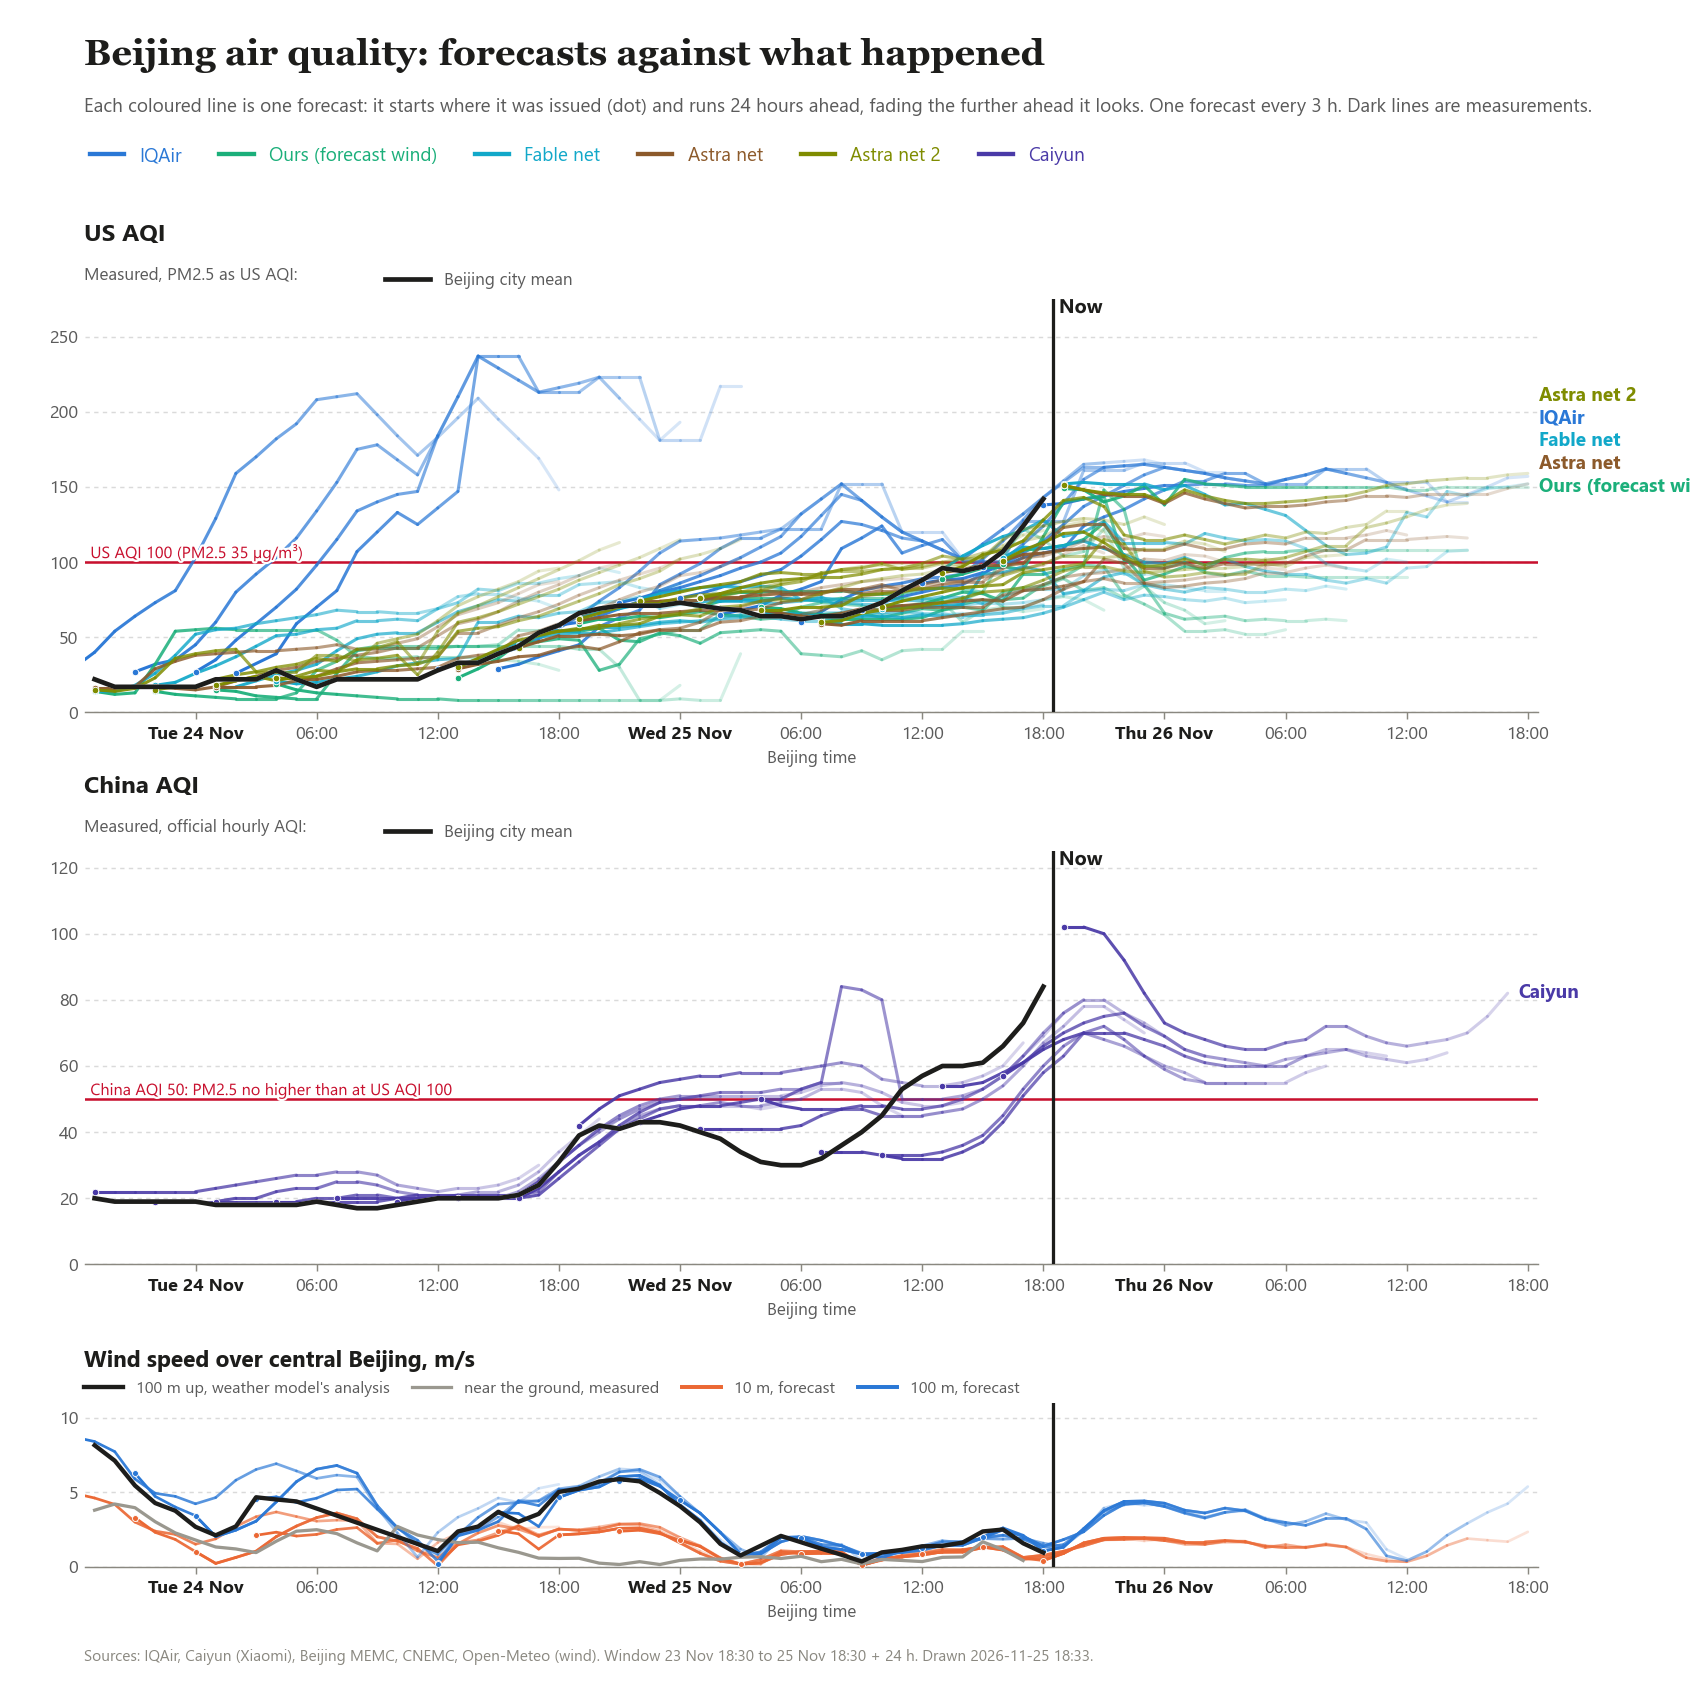 Beijing air quality: forecasts against what happened
Each coloured line is one forecast: it starts where it was issued (dot) and runs 24 hours ahead, fading the further ahead it looks. One forecast every 3 h. Dark lines are measurements.
IQAir Ours (forecast wind) Fable net Astra net Astra net 2 Caiyun
US AQI
Measured, PM2.5 as US AQI: Beijing city mean
Now
250
200
150
100
50
0
US AQI 100 (PM2.5 35 µg/m³)
Astra net 2
IQAir
Fable net
Astra net
Ours (forecast wi
Tue 24 Nov 06:00 12:00 18:00 Wed 25 Nov 06:00 12:00 18:00 Thu 26 Nov 06:00 12:00 18:00
Beijing time
China AQI
Measured, official hourly AQI: Beijing city mean
Now
120
100
80
60
40
20
0
Caiyun
China AQI 50: PM2.5 no higher than at US AQI 100
Tue 24 Nov 06:00 12:00 18:00 Wed 25 Nov 06:00 12:00 18:00 Thu 26 Nov 06:00 12:00 18:00
Beijing time
Wind speed over central Beijing, m/s
100 m up, weather model's analysis near the ground, measured 10 m, forecast 100 m, forecast
10
5
0
Tue 24 Nov 06:00 12:00 18:00 Wed 25 Nov 06:00 12:00 18:00 Thu 26 Nov 06:00 12:00 18:00
Beijing time
Sources: IQAir, Caiyun (Xiaomi), Beijing MEMC, CNEMC, Open-Meteo (wind). Window 23 Nov 18:30 to 25 Nov 18:30 + 24 h. Drawn 2026-11-25 18:33.